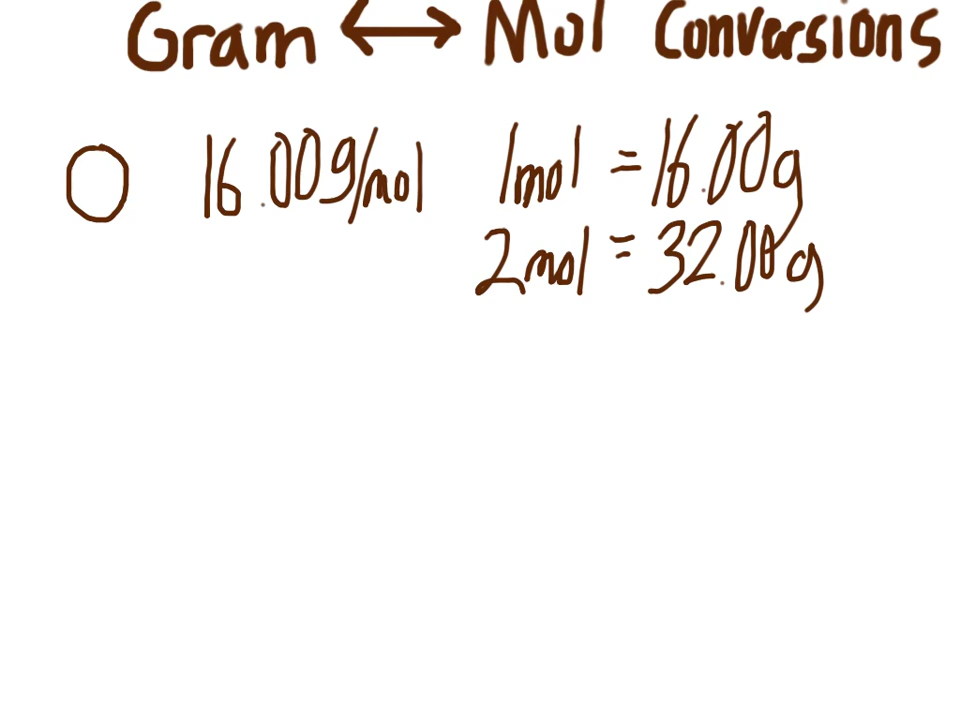 Gram ↔ Mol Conversions
O 16.00g/mol 1mol = 16.00g
2mol = 32.00g